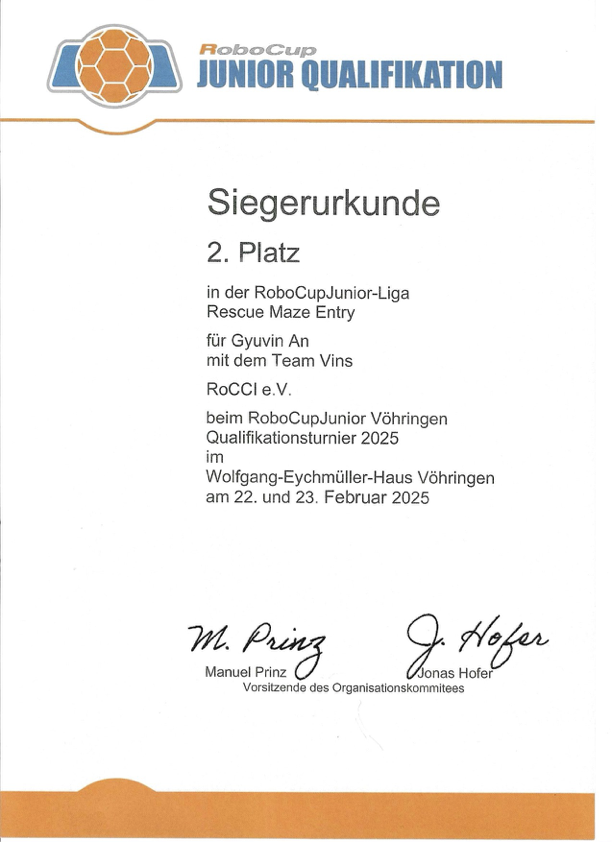 RoboCup
JUNIOR QUALIFIKATION
Siegerurkunde
2. Platz
in der RoboCupJunior-Liga
Rescue Maze Entry
für Gyuvin An
mit dem Team Vins
RoCCI e.V.
beim RoboCupJunior Vöhringen
Qualifikationsturnier 2025
im
Wolfgang-Eychmüller-Haus Vöhringen
am 22. und 23. Februar 2025
M. Prinz J. Hofer
Manuel Prinz Jonas Hofer
Vorsitzende des Organisationskommitees